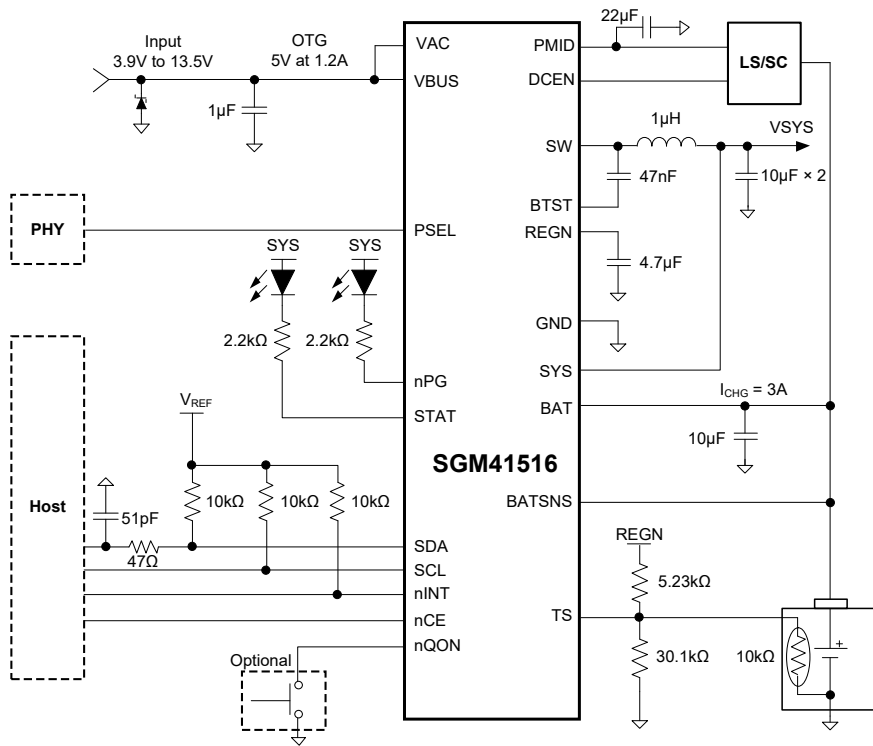 Input
3.9V to 13.5V
OTG
5V at 1.2A
1µF
VAC
VBUS
22µF
PMID
DCEN
LS/SC
1µH
VSYS
SW
47nF
10µF × 2
BTST
REGN
4.7µF
PHY
PSEL
SYS
SYS
2.2kΩ
2.2kΩ
GND
SYS
nPG
STAT
BAT
I_CHG = 3A
10µF
V_REF
SGM41516
Host
51pF
10kΩ
10kΩ
10kΩ
47Ω
BATSNS
SDA
SCL
nINT
nCE
nQON
REGN
5.23kΩ
TS
30.1kΩ
10kΩ
+
Optional